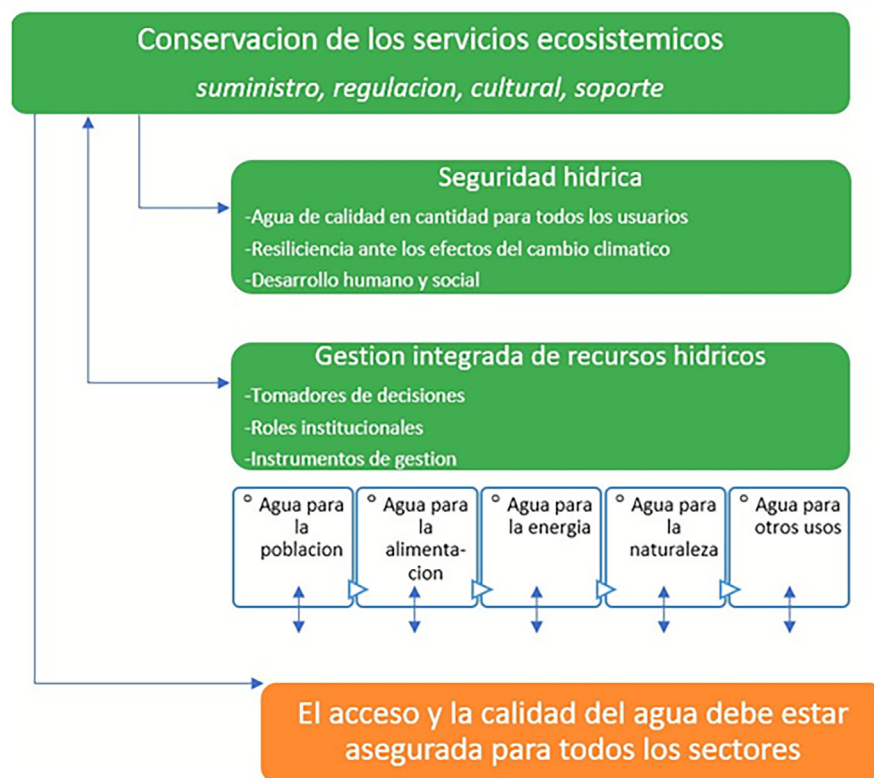 Conservacion de los servicios ecosistemicos
suministro, regulacion, cultural, soporte
Seguridad hidrica
-Agua de calidad en cantidad para todos los usuarios
-Resiliciencia ante los efectos del cambio climatico
-Desarrollo humano y social
Gestion integrada de recursos hidricos
-Tomadores de decisiones
-Roles institucionales
-Instrumentos de gestion
° Agua para
la
poblacion
° Agua para
la
alimenta-
cion
° Agua para
la energia
° Agua para
la
naturaleza
° Agua para
otros usos
El acceso y la calidad del agua debe estar
asegurada para todos los sectores